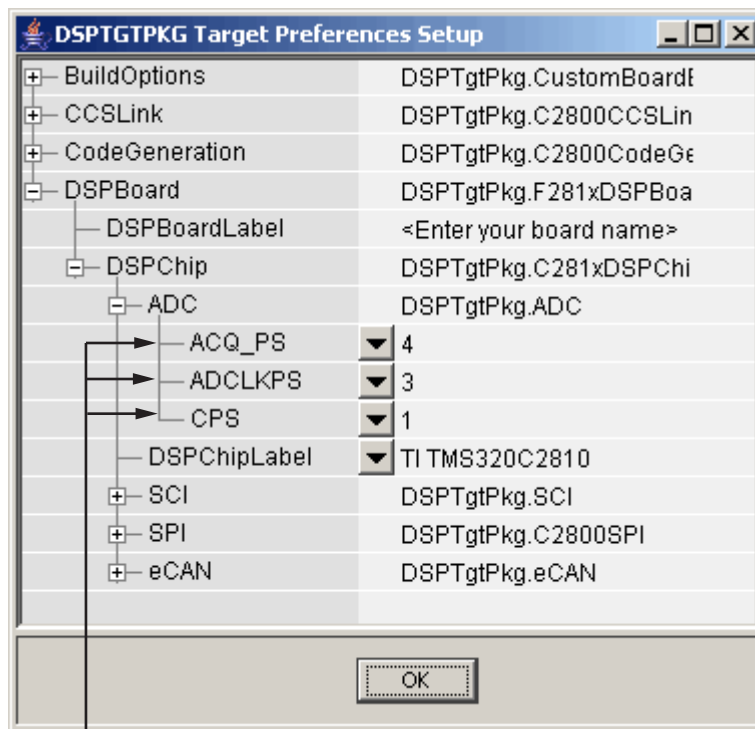 DSPTGTPKG Target Preferences Setup
BuildOptions DSPTgtPkg.CustomBoardB
CCSLink DSPTgtPkg.C2800CCSLin
CodeGeneration DSPTgtPkg.C2800CodeGe
DSPBoard DSPTgtPkg.F281xDSPBoa
DSPBoardLabel <Enter your board name>
DSPChip DSPTgtPkg.C281xDSPChi
ADC DSPTgtPkg.ADC
ACQ_PS 4
ADCLKPS 3
CPS 1
DSPChipLabel TI TMS320C2810
SCI DSPTgtPkg.SCI
SPI DSPTgtPkg.C2800SPI
eCAN DSPTgtPkg.eCAN
OK